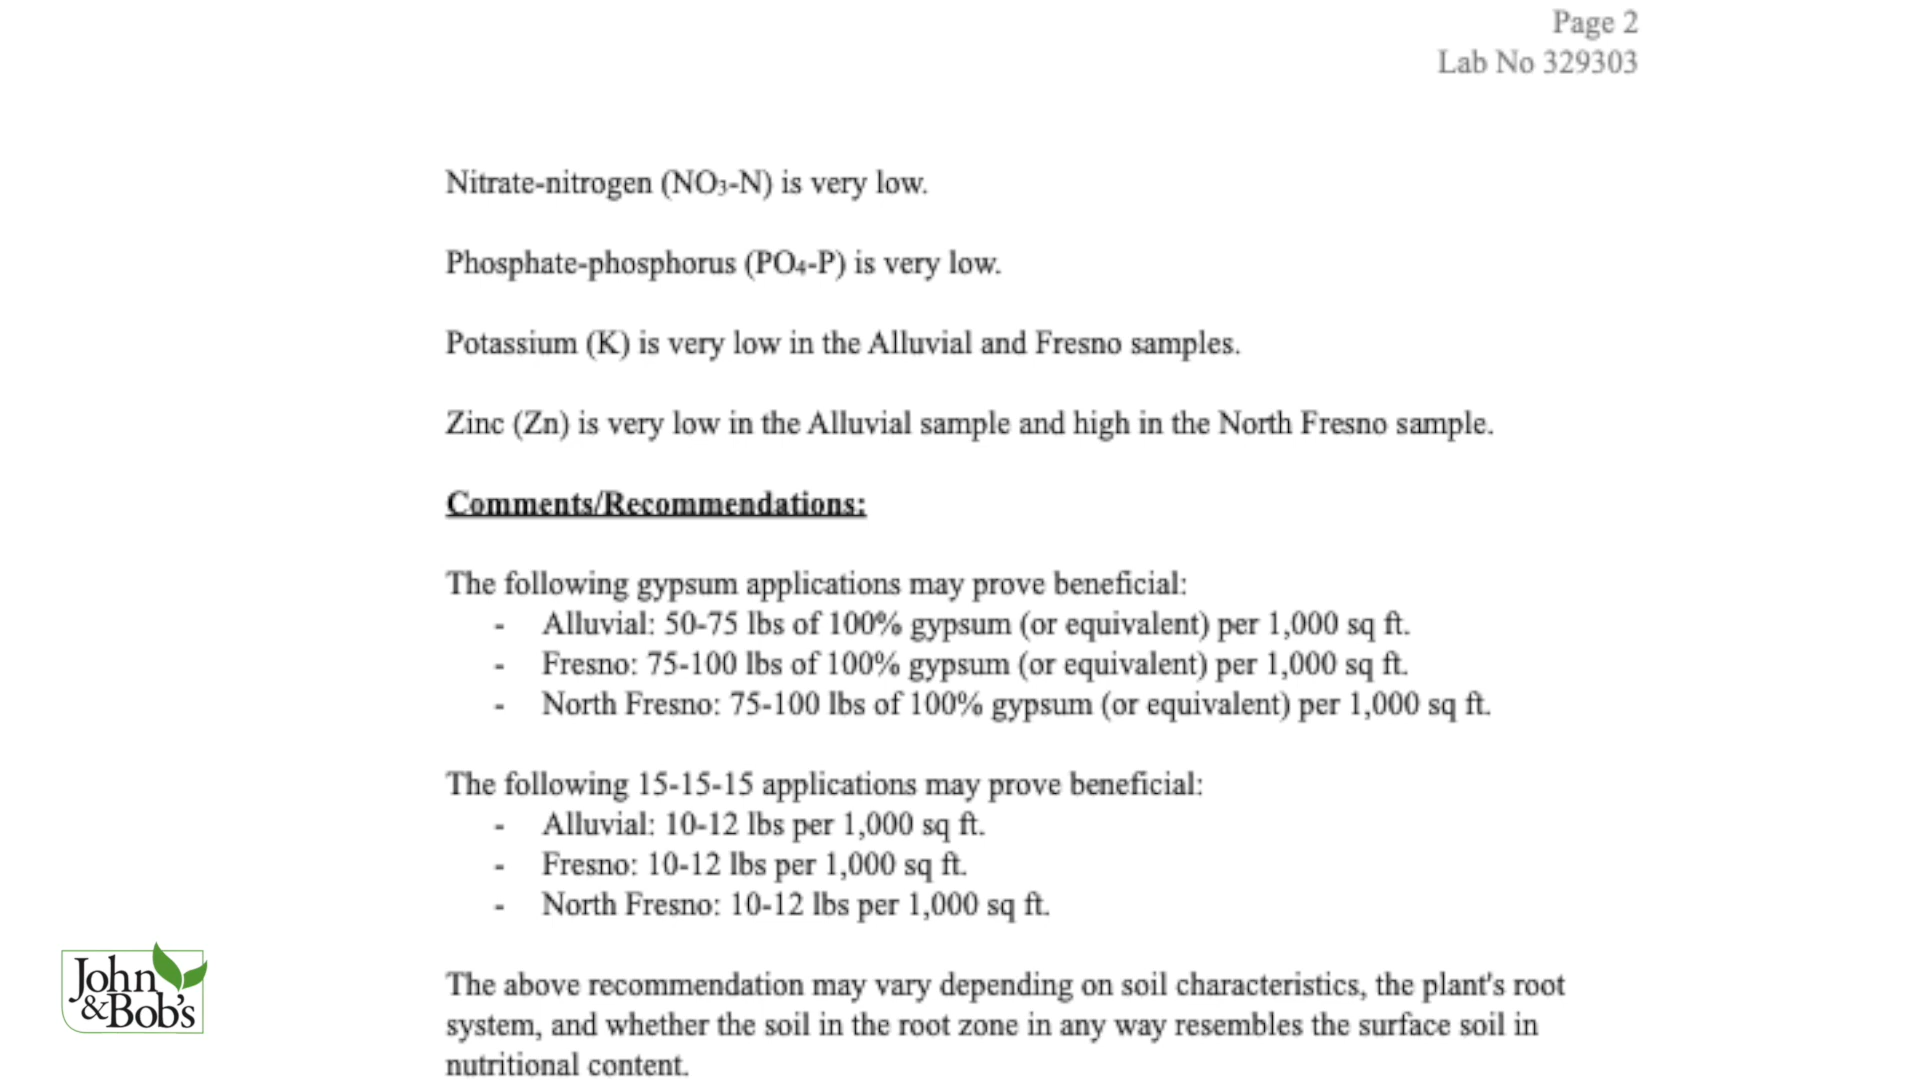 Page 2
Lab No 329303
Nitrate-nitrogen (NO₃-N) is very low.
Phosphate-phosphorus (PO₄-P) is very low.
Potassium (K) is very low in the Alluvial and Fresno samples.
Zinc (Zn) is very low in the Alluvial sample and high in the North Fresno sample.
Comments/Recommendations:
The following gypsum applications may prove beneficial:
- Alluvial: 50-75 lbs of 100% gypsum (or equivalent) per 1,000 sq ft.
- Fresno: 75-100 lbs of 100% gypsum (or equivalent) per 1,000 sq ft.
- North Fresno: 75-100 lbs of 100% gypsum (or equivalent) per 1,000 sq ft.
The following 15-15-15 applications may prove beneficial:
- Alluvial: 10-12 lbs per 1,000 sq ft.
- Fresno: 10-12 lbs per 1,000 sq ft.
- North Fresno: 10-12 lbs per 1,000 sq ft.
The above recommendation may vary depending on soil characteristics, the plant's root
system, and whether the soil in the root zone in any way resembles the surface soil in
nutritional content.
John
&Bob's